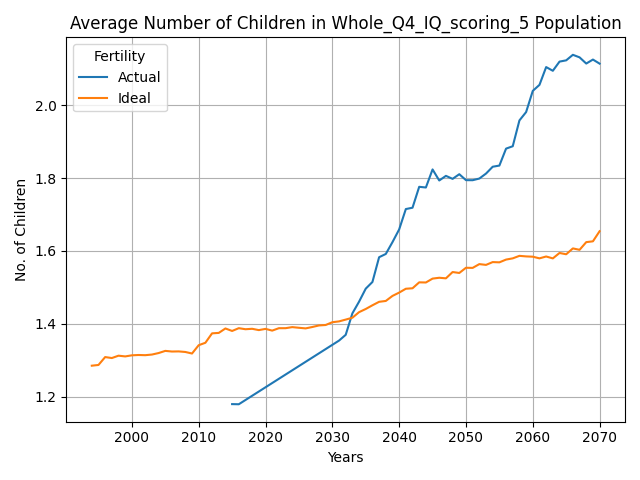 Average Number of Children in Whole_Q4_IQ_scoring_5 Population
Fertility
Actual
Ideal
No. of Children
2.0
1.8
1.6
1.4
1.2
2000 2010 2020 2030 2040 2050 2060 2070
Years